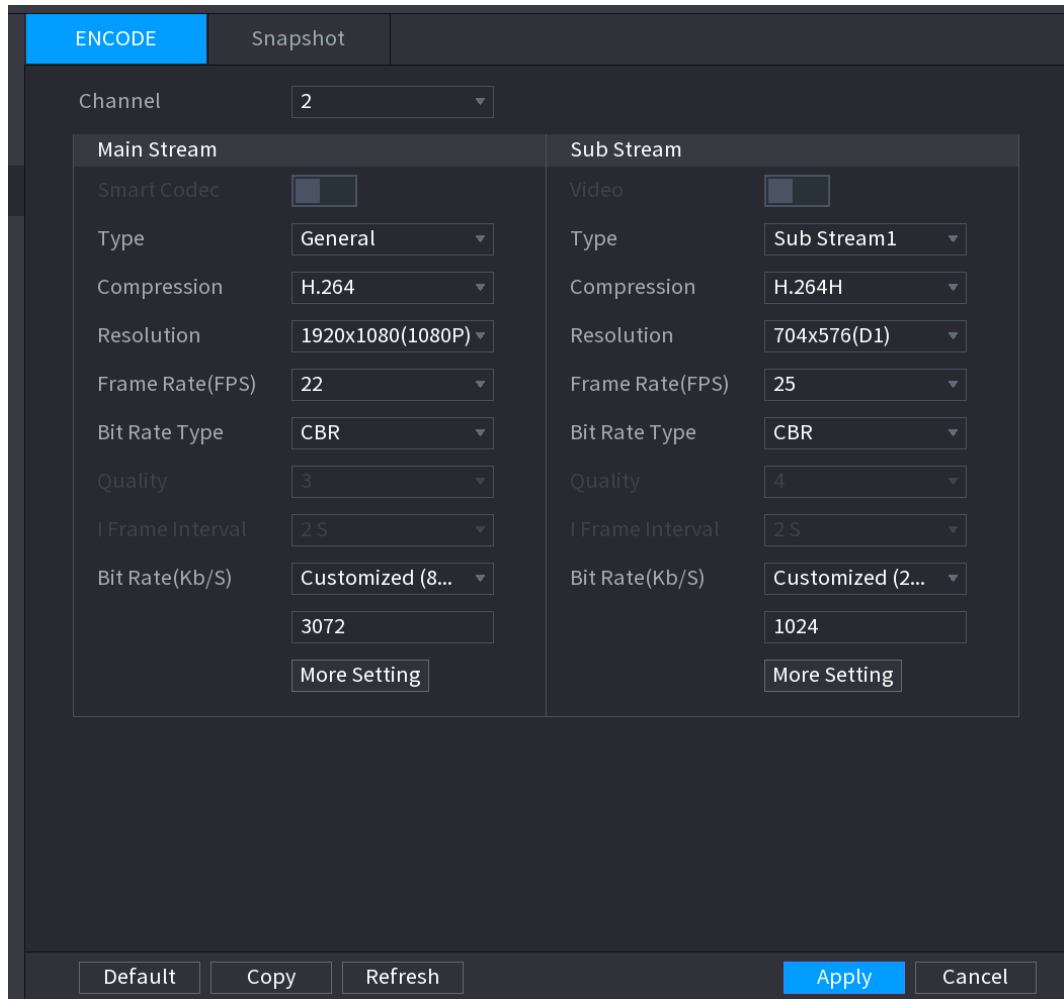 ENCODE Snapshot
Channel 2
Main Stream Sub Stream
Smart Codec Video
Type General Type Sub Stream1
Compression H.264 Compression H.264H
Resolution 1920x1080(1080P) Resolution 704x576(D1)
Frame Rate(FPS) 22 Frame Rate(FPS) 25
Bit Rate Type CBR Bit Rate Type CBR
Quality 3 Quality 4
I Frame Interval 2 S I Frame Interval 2 S
Bit Rate(Kb/S) Customized (8... Bit Rate(Kb/S) Customized (2...
3072 1024
More Setting More Setting
Default Copy Refresh Apply Cancel